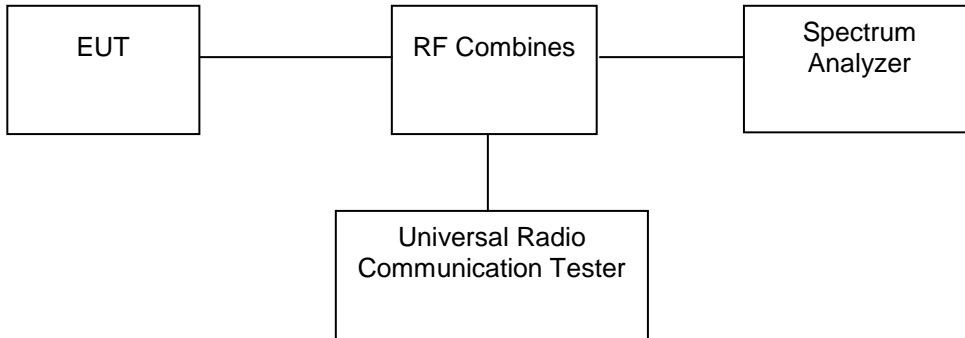 EUT
RF Combines
Spectrum
Analyzer
Universal Radio
Communication Tester